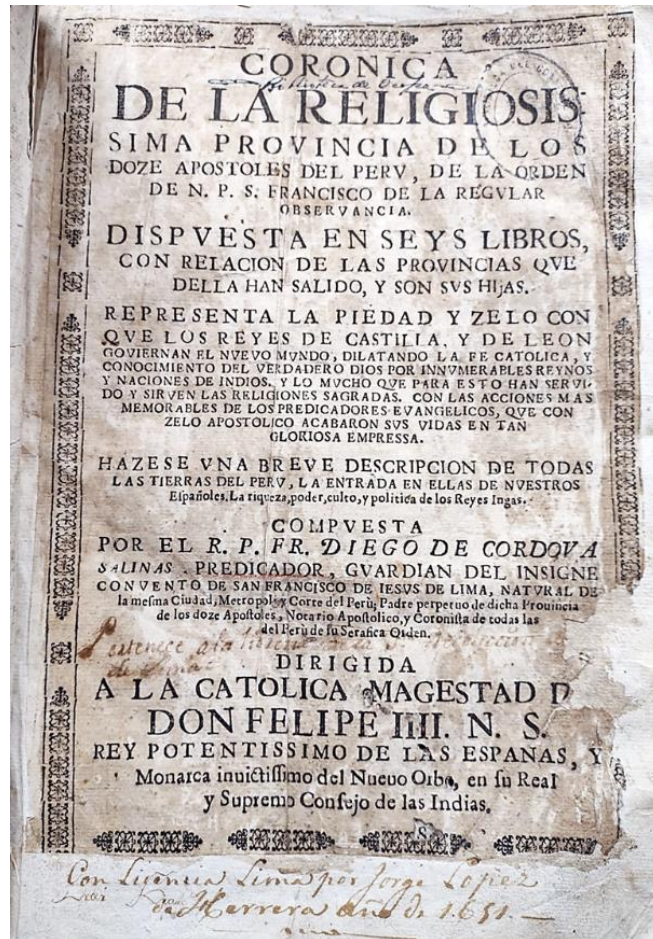 CORONICA
Biblioteca de Ocopa
DE LA RELIGIOSIS-
SIMA PROVINCIA DE LOS
DOZE APOSTOLES DEL PERV, DE LA ORDEN
DE N. P. S. FRANCISCO DE LA REGVLAR
OBSERVANCIA.
DISPVESTA EN SEYS LIBROS,
CON RELACION DE LAS PROVINCIAS QVE
DELLA HAN SALIDO, Y SON SVS HIJAS.
REPRESENTA LA PIEDAD Y ZELO CON
QVE LOS REYES DE CASTILLA, Y DE LEON
GOVIERNAN EL NVEVO MVNDO, DILATANDO LA FE CATOLICA, Y
CONOCIMIENTO DEL VERDADERO DIOS POR INNVMERABLES REYNOS
Y NACIONES DE INDIOS. Y LO MVCHO QVE PARA ESTO HAN SERVI-
DO Y SIRVEN LAS RELIGIONES SAGRADAS. CON LAS ACCIONES MAS
MEMORABLES DE LOS PREDICADORES EVANGELICOS, QVE CON
ZELO APOSTOLICO ACABARON SVS VIDAS EN TAN
GLORIOSA EMPRESSA.
HAZESE VNA BREVE DESCRIPCION DE TODAS
LAS TIERRAS DEL PERV, LA ENTRADA EN ELLAS DE NVESTROS
Españoles. La riqueza, poder, culto, y politica de los Reyes Ingas.
COMPVESTA
POR EL R. P. FR. DIEGO DE CORDOVA
SALINAS. PREDICADOR, GVARDIAN DEL INSIGNE
CONVENTO DE SAN FRANCISCO DE IESVS DE LIMA, NATVRAL DE
la mesma Ciudad, Metropol, y Corte del Perù; Padre perpetuo de dicha Prouincia
de los doze Apostoles, Notario Apostolico, y Coronista de todas las
del Perù de su Serafica Orden.
Pertenece a la
de Lima
DIRIGIDA
A LA CATOLICA MAGESTAD D
DON FELIPE IIII. N. S.
REY POTENTISSIMO DE LAS ESPAÑAS, Y
Monarca inuictissimo del Nueuo Orbe, en su Real
y Supremo Consejo de las Indias.
Con Licencia Lima por Jorge Lopez
de Herrera año de 1651.